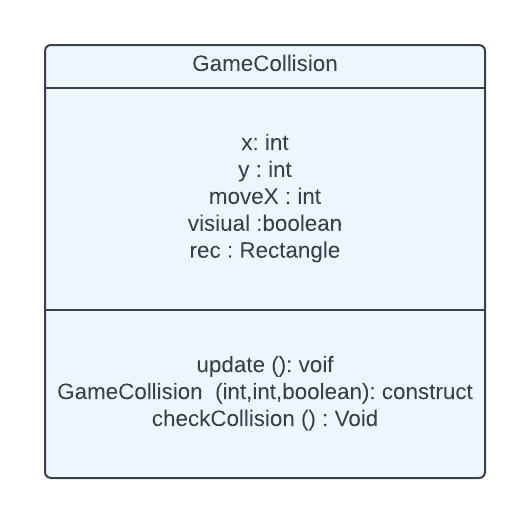 GameCollision
x: int
y : int
moveX : int
visiual :boolean
rec : Rectangle
update (): voif
GameCollision  (int,int,boolean): construct
checkCollision () : Void